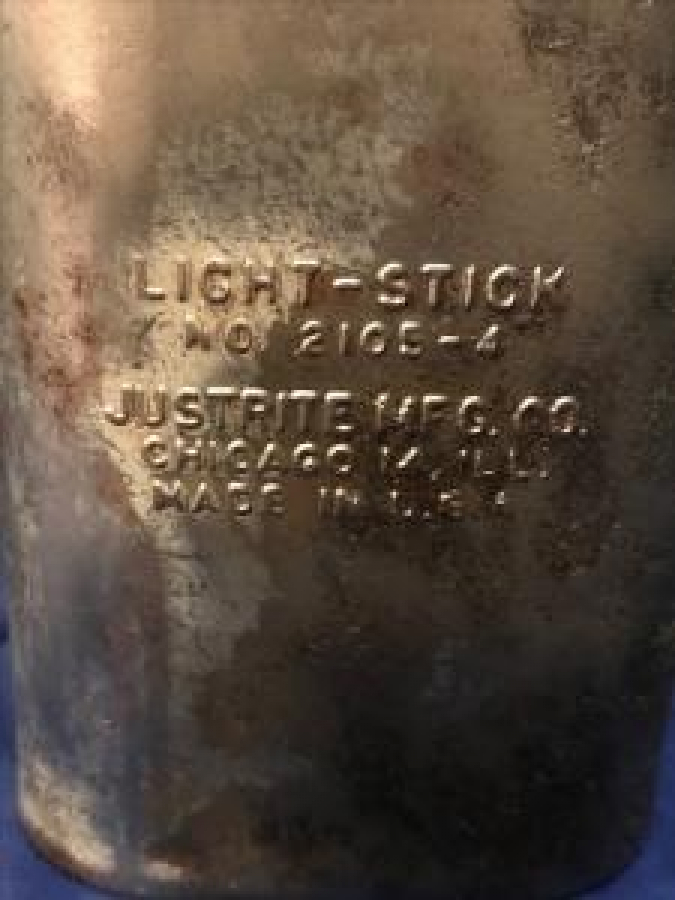 LIGHT-STICK
NO. 2105-4
JUSTRITE MFG. CO.
CHICAGO 14, ILL.
MADE IN U.S.A.